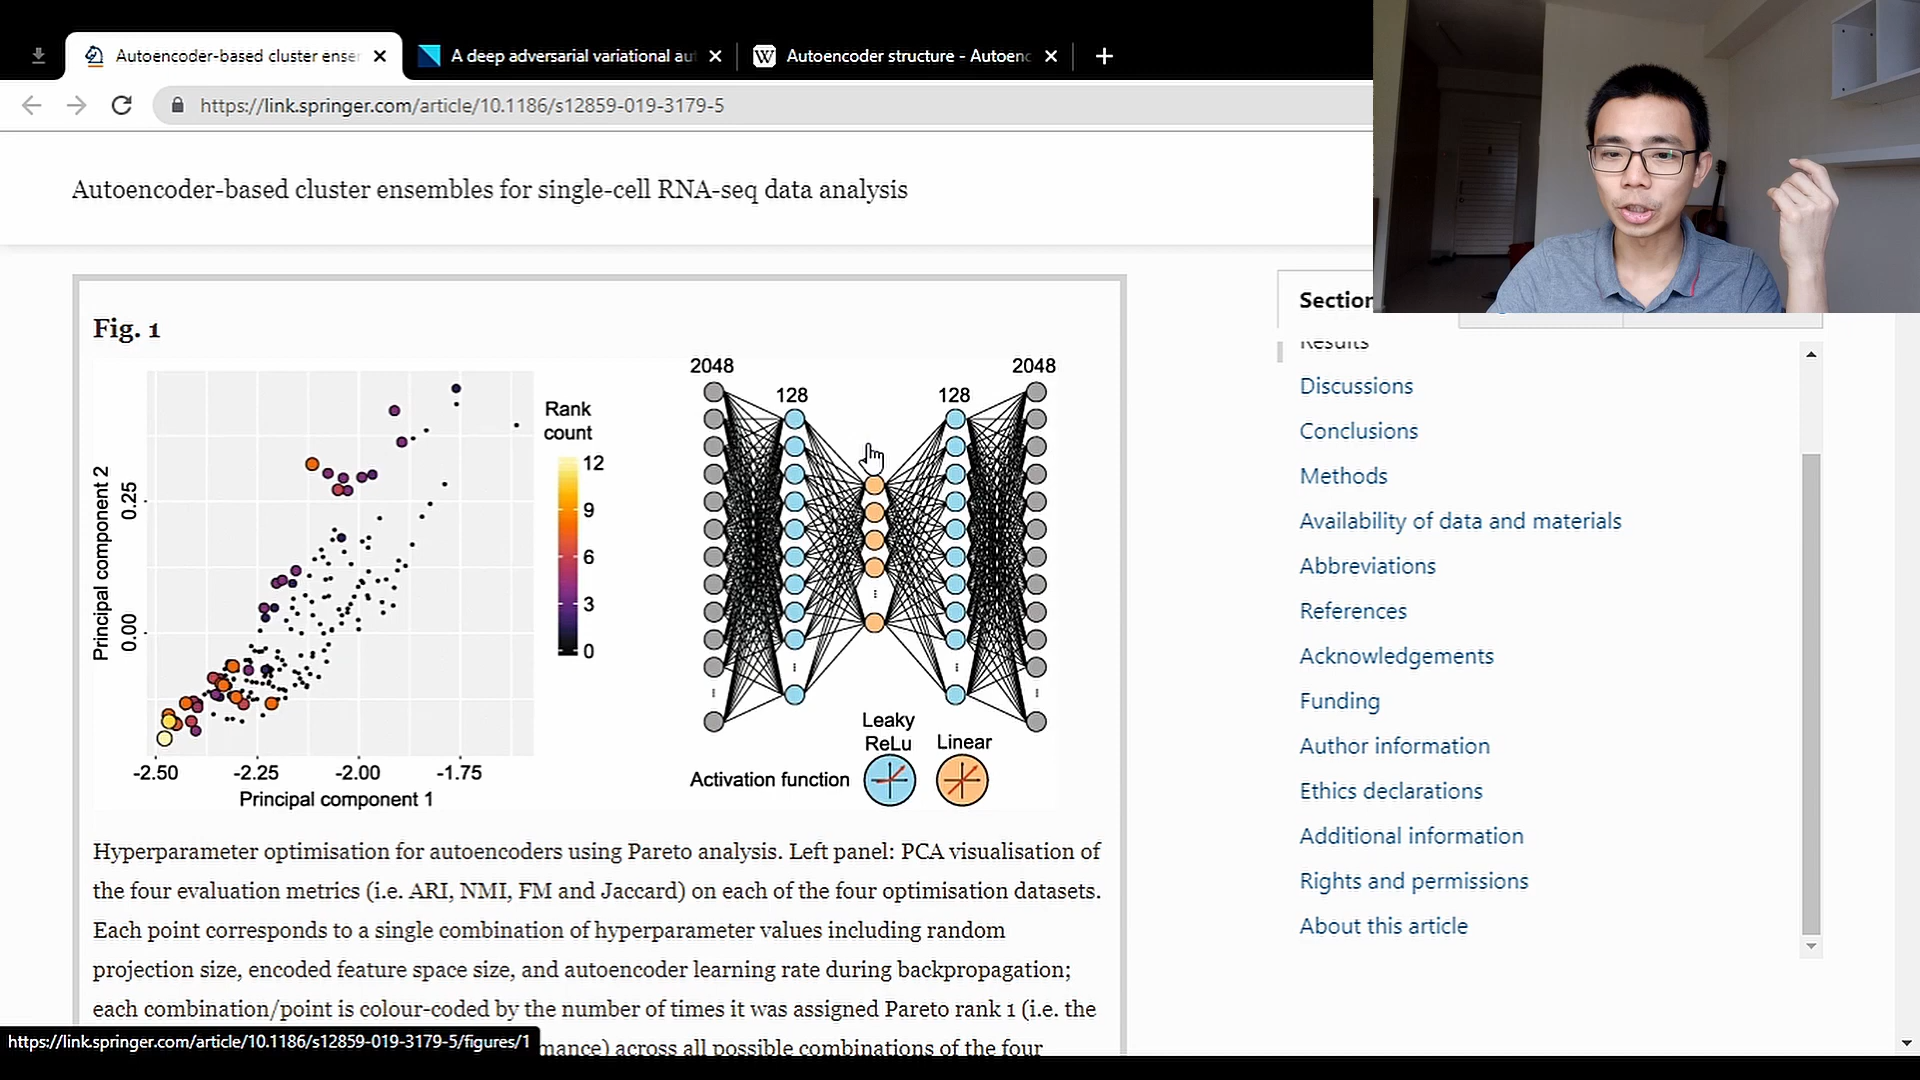 Autoencoder-based cluster enser
A deep adversarial variational au
Autoencoder structure - Autoenc
https://link.springer.com/article/10.1186/s12859-019-3179-5
Autoencoder-based cluster ensembles for single-cell RNA-seq data analysis
Fig. 1
Rank
count
12
9
6
3
0
Principal component 2
0.25
0.00
-2.50 -2.25 -2.00 -1.75
Principal component 1
2048
128
128
2048
Leaky
ReLu
Linear
Activation function
Hyperparameter optimisation for autoencoders using Pareto analysis. Left panel: PCA visualisation of
the four evaluation metrics (i.e. ARI, NMI, FM and Jaccard) on each of the four optimisation datasets.
Each point corresponds to a single combination of hyperparameter values including random
projection size, encoded feature space size, and autoencoder learning rate during backpropagation;
each combination/point is colour-coded by the number of times it was assigned Pareto rank 1 (i.e. the
mance) across all possible combinations of the four
https://link.springer.com/article/10.1186/s12859-019-3179-5/figures/1
Section
Results
Discussions
Conclusions
Methods
Availability of data and materials
Abbreviations
References
Acknowledgements
Funding
Author information
Ethics declarations
Additional information
Rights and permissions
About this article